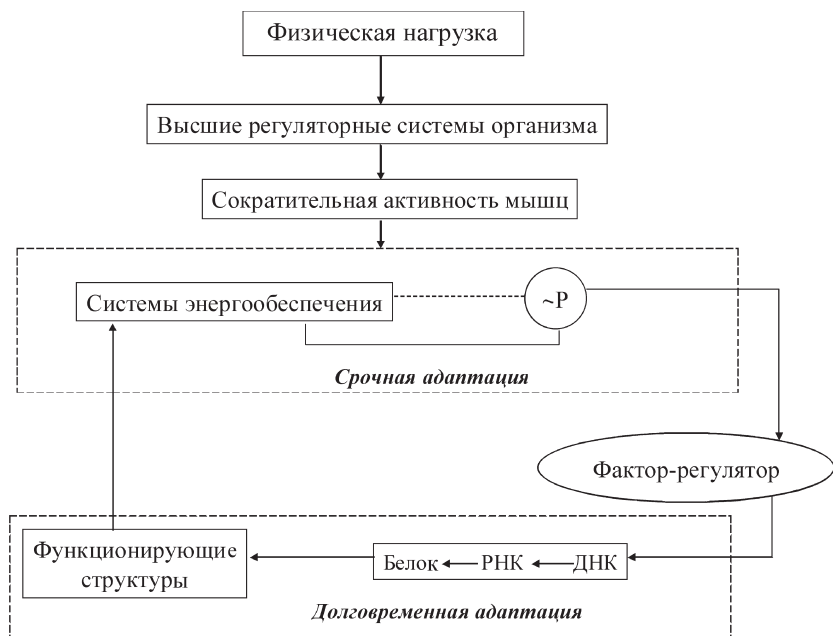 Физическая нагрузка
Высшие регуляторные системы организма
Сократительная активность мышц
Системы энергообеспечения
~Р
Срочная адаптация
Фактор-регулятор
Функционирующие
структуры
Белок РНК ДНК
Долговременная адаптация